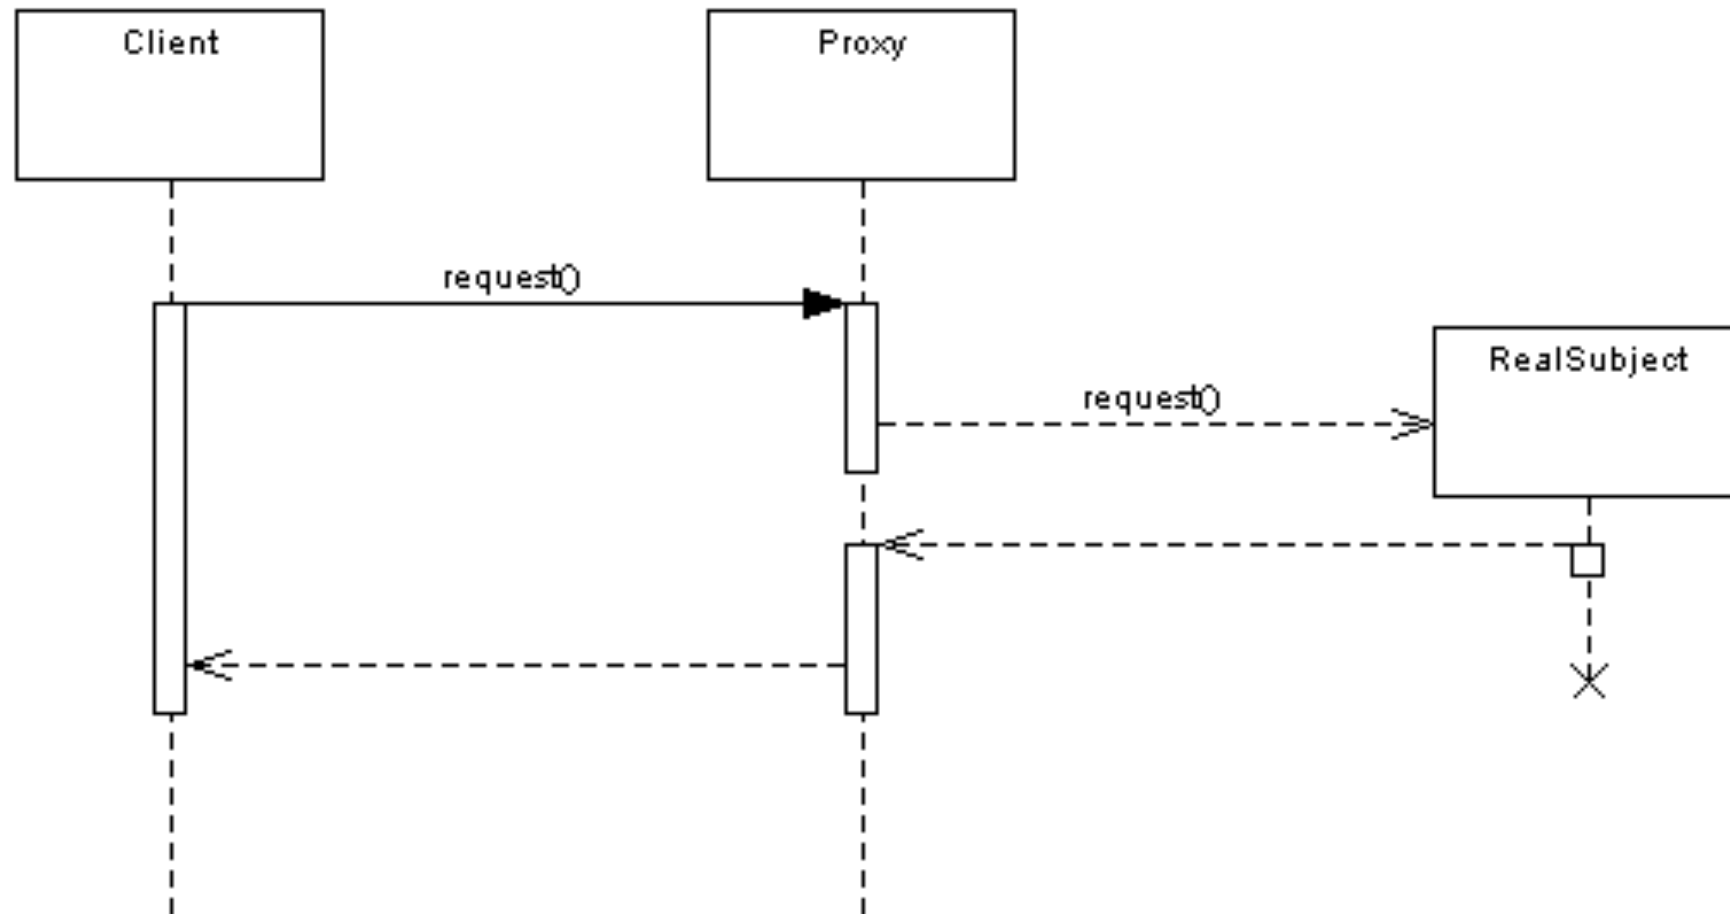 Client
Proxy
request()
RealSubject
request()